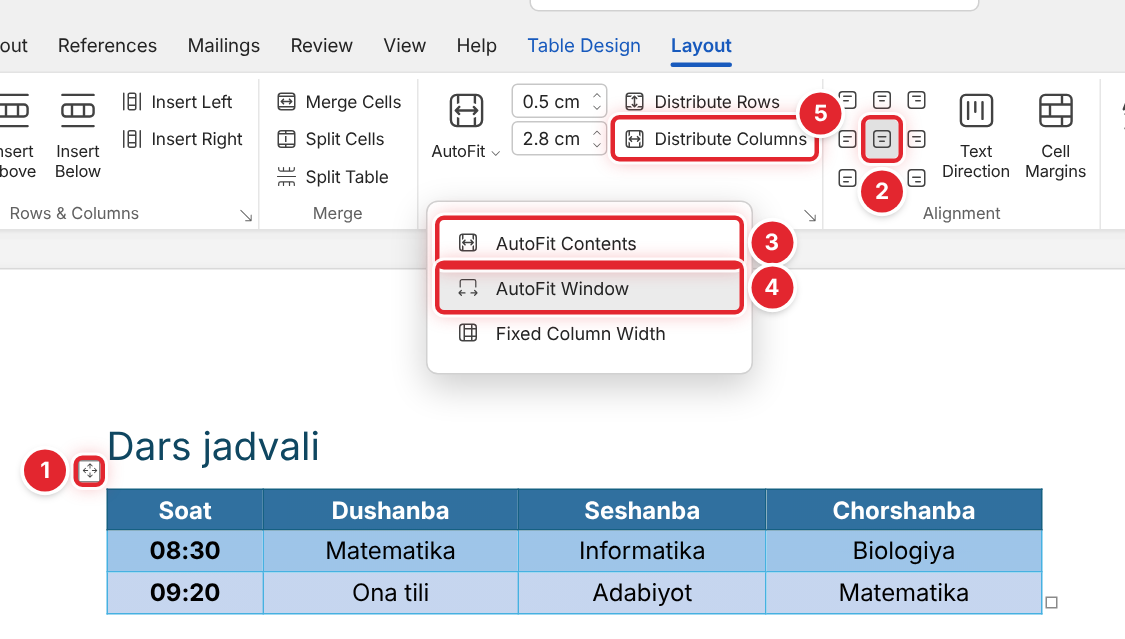 out References Mailings Review View Help Table Design Layout
Insert Left
Insert Right
nsert
bove
Insert
Below
Rows & Columns
Merge Cells
Split Cells
Split Table
Merge
AutoFit
0.5 cm
2.8 cm
Distribute Rows
Distribute Columns
5
2
Text
Direction
Cell
Margins
Alignment
AutoFit Contents
3
AutoFit Window
4
Fixed Column Width
Dars jadvali
1
Soat Dushanba Seshanba Chorshanba
08:30 Matematika Informatika Biologiya
09:20 Ona tili Adabiyot Matematika